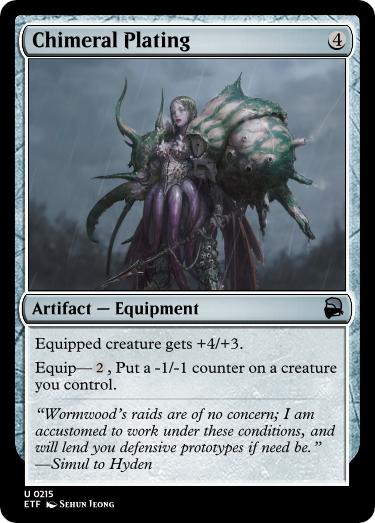 Chimeral Plating 4
Artifact — Equipment
Equipped creature gets +4/+3.
Equip— 2 , Put a -1/-1 counter on a creature
you control.
“Wormwood’s raids are of no concern; I am
accustomed to work under these conditions, and
will lend you defensive prototypes if need be.”
—Simul to Hyden
U 0215
ETF Sehun Jeong